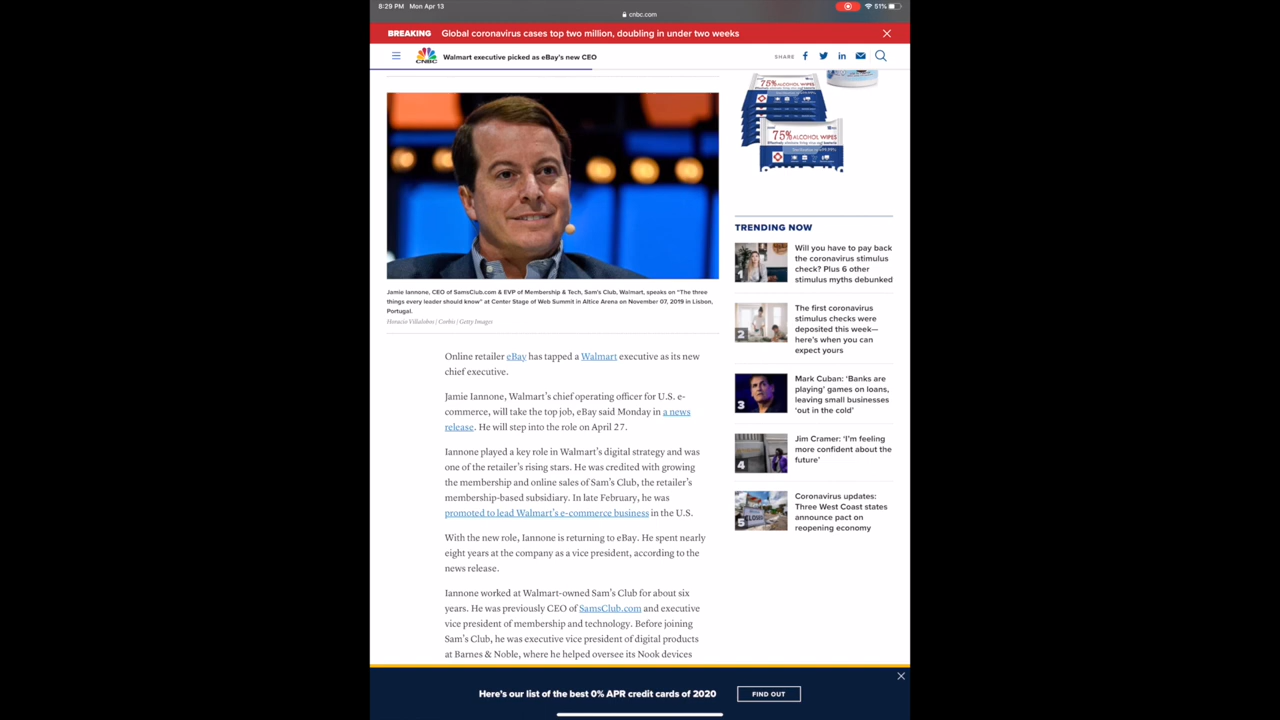 8:29 PM Mon Apr 13
51%
cnbc.com
BREAKING Global coronavirus cases top two million, doubling in under two weeks
CNBC
Walmart executive picked as eBay's new CEO
SHARE
75% ALCOHOL WIPES
75% ALCOHOL WIPES
Jamie Iannone, CEO of SamsClub.com & EVP of Membership & Tech, Sam's Club, Walmart, speaks on "The three
things every leader should know" at Center Stage of Web Summit in Altice Arena on November 07, 2019 in Lisbon,
Portugal.
Horacio Villalobos | Corbis | Getty Images
Online retailer eBay has tapped a Walmart executive as its new
chief executive.
Jamie Iannone, Walmart's chief operating officer for U.S. e-
commerce, will take the top job, eBay said Monday in a news
release. He will step into the role on April 27.
Iannone played a key role in Walmart's digital strategy and was
one of the retailer's rising stars. He was credited with growing
the membership and online sales of Sam's Club, the retailer's
membership-based subsidiary. In late February, he was
promoted to lead Walmart's e-commerce business in the U.S.
With the new role, Iannone is returning to eBay. He spent nearly
eight years at the company as a vice president, according to the
news release.
Iannone worked at Walmart-owned Sam's Club for about six
years. He was previously CEO of SamsClub.com and executive
vice president of membership and technology. Before joining
Sam's Club, he was executive vice president of digital products
at Barnes & Noble, where he helped oversee its Nook devices
TRENDING NOW
1
Will you have to pay back
the coronavirus stimulus
check? Plus 6 other
stimulus myths debunked
2
The first coronavirus
stimulus checks were
deposited this week—
here's when you can
expect yours
3
Mark Cuban: 'Banks are
playing' games on loans,
leaving small businesses
'out in the cold'
4
Jim Cramer: 'I'm feeling
more confident about the
future'
5
Coronavirus updates:
Three West Coast states
announce pact on
reopening economy
Here's our list of the best 0% APR credit cards of 2020
FIND OUT